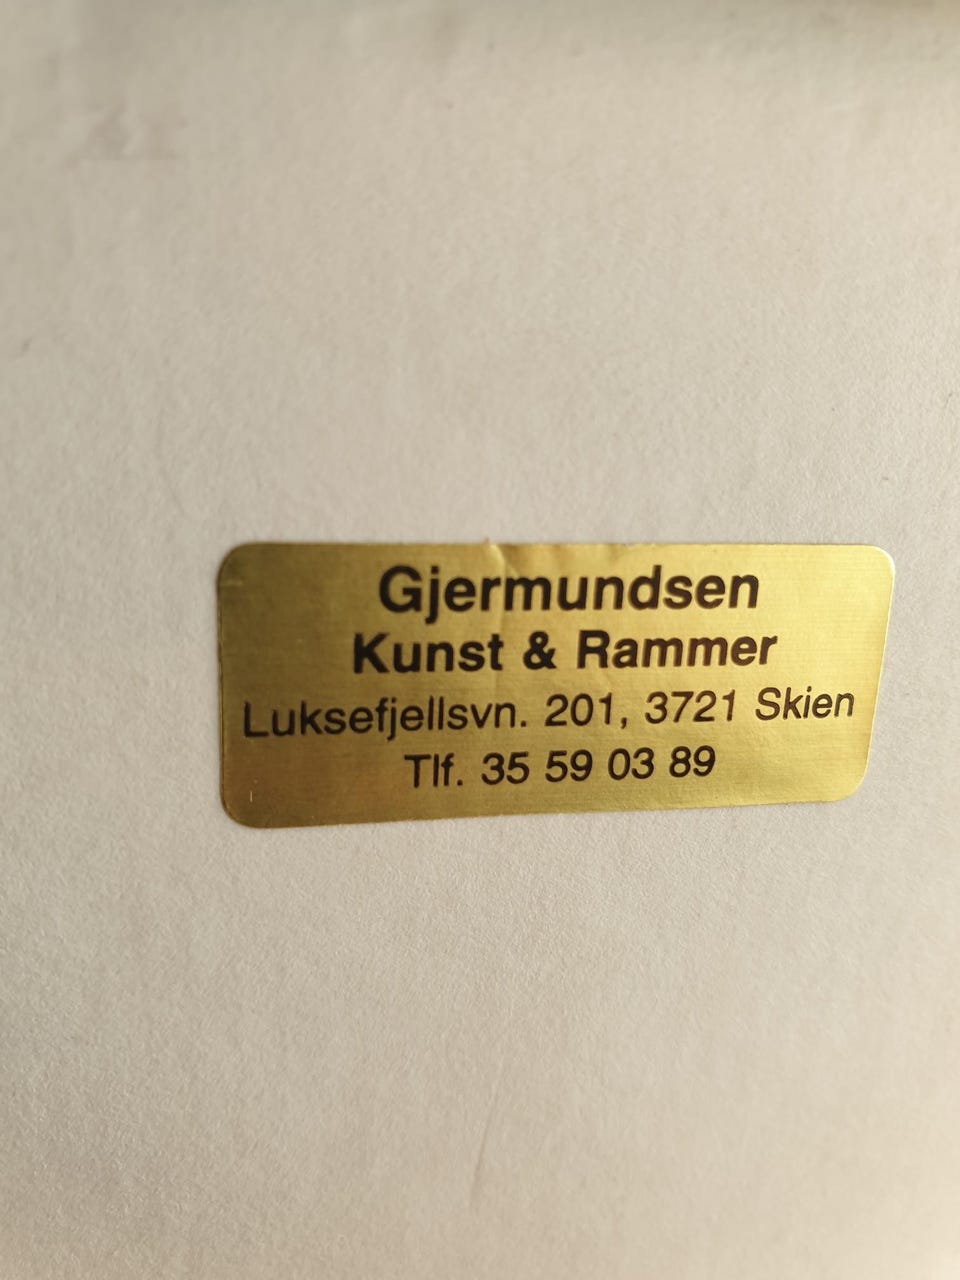 Gjermundsen
Kunst & Rammer
Luksefjellsvn. 201, 3721 Skien
Tlf. 35 59 03 89